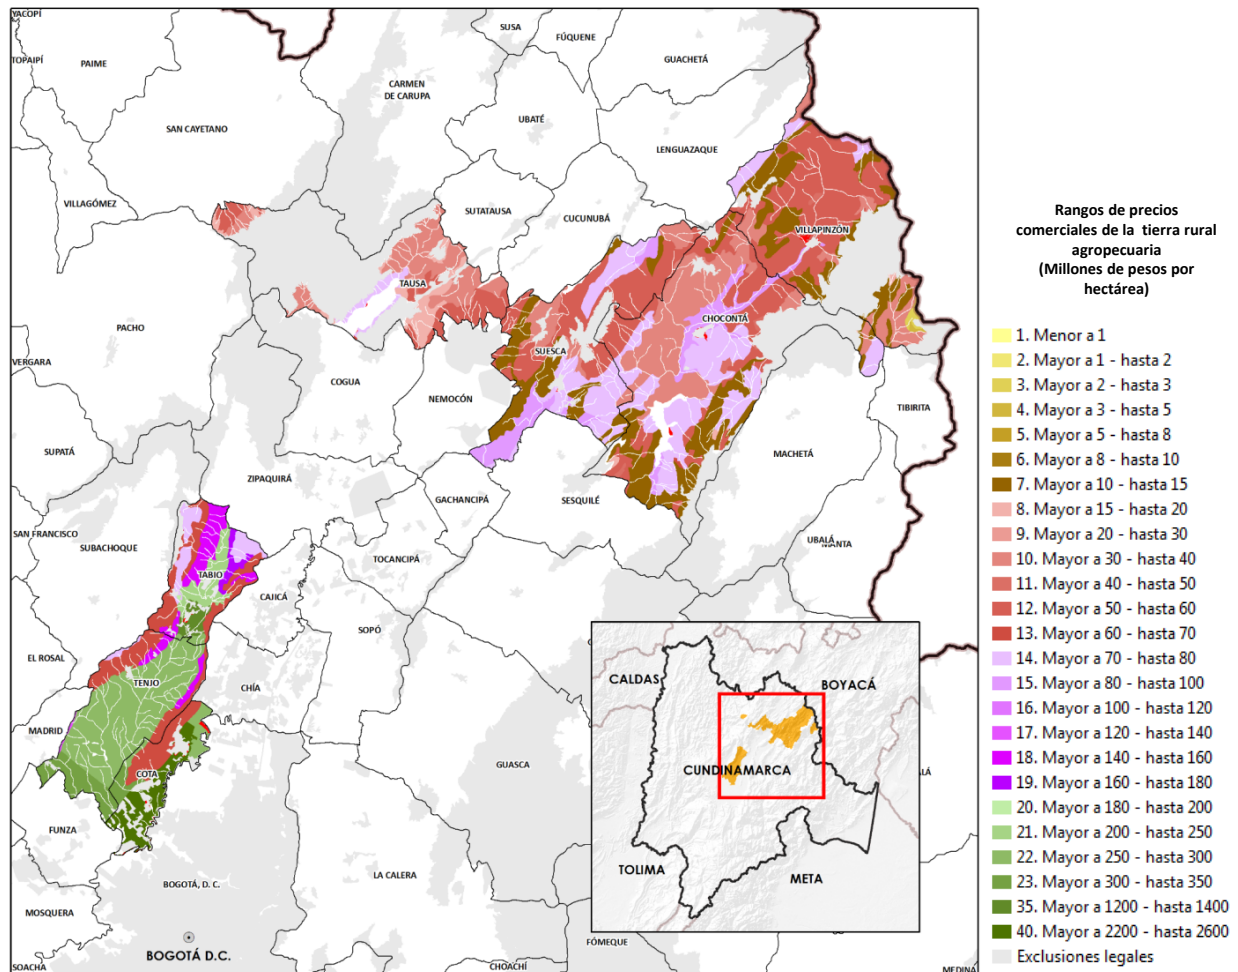 YACOPÍ
SUSA
FÚQUENE
TOPAIPÍ
PAIME
GUACHETÁ
CARMEN
DE CARUPA
UBATÉ
SAN CAYETANO
LENGUAZAQUE
VILLAGÓMEZ
SUTATAUSA
CUCUNUBÁ
VILLAPINZÓN
TAUSA
PACHO
CHOCONTÁ
VERGARA
SUESCA
COGUA
NEMOCÓN
TIBIRITA
SUPATÁ
MACHETÁ
ZIPAQUIRÁ
GACHANCIPÁ
SESQUILÉ
SAN FRANCISCO
SUBACHOQUE
UBALÁ
MANTA
TOCANCIPÁ
TABIO
CAJICÁ
SOPÓ
EL ROSAL
TENJO
CHÍA
MADRID
GUASCA
COTA
FUNZA
LA CALERA
BOGOTÁ, D. C.
MOSQUERA
BOGOTÁ D.C.
SOACHA
CHOACHÍ
FÓMEQUE
MEDINA
CALDAS
BOYACÁ
CUNDINAMARCA
TOLIMA
META
Rangos de precios
comerciales de la tierra rural
agropecuaria
(Millones de pesos por
hectárea)
1. Menor a 1
2. Mayor a 1 - hasta 2
3. Mayor a 2 - hasta 3
4. Mayor a 3 - hasta 5
5. Mayor a 5 - hasta 8
6. Mayor a 8 - hasta 10
7. Mayor a 10 - hasta 15
8. Mayor a 15 - hasta 20
9. Mayor a 20 - hasta 30
10. Mayor a 30 - hasta 40
11. Mayor a 40 - hasta 50
12. Mayor a 50 - hasta 60
13. Mayor a 60 - hasta 70
14. Mayor a 70 - hasta 80
15. Mayor a 80 - hasta 100
16. Mayor a 100 - hasta 120
17. Mayor a 120 - hasta 140
18. Mayor a 140 - hasta 160
19. Mayor a 160 - hasta 180
20. Mayor a 180 - hasta 200
21. Mayor a 200 - hasta 250
22. Mayor a 250 - hasta 300
23. Mayor a 300 - hasta 350
35. Mayor a 1200 - hasta 1400
40. Mayor a 2200 - hasta 2600
Exclusiones legales